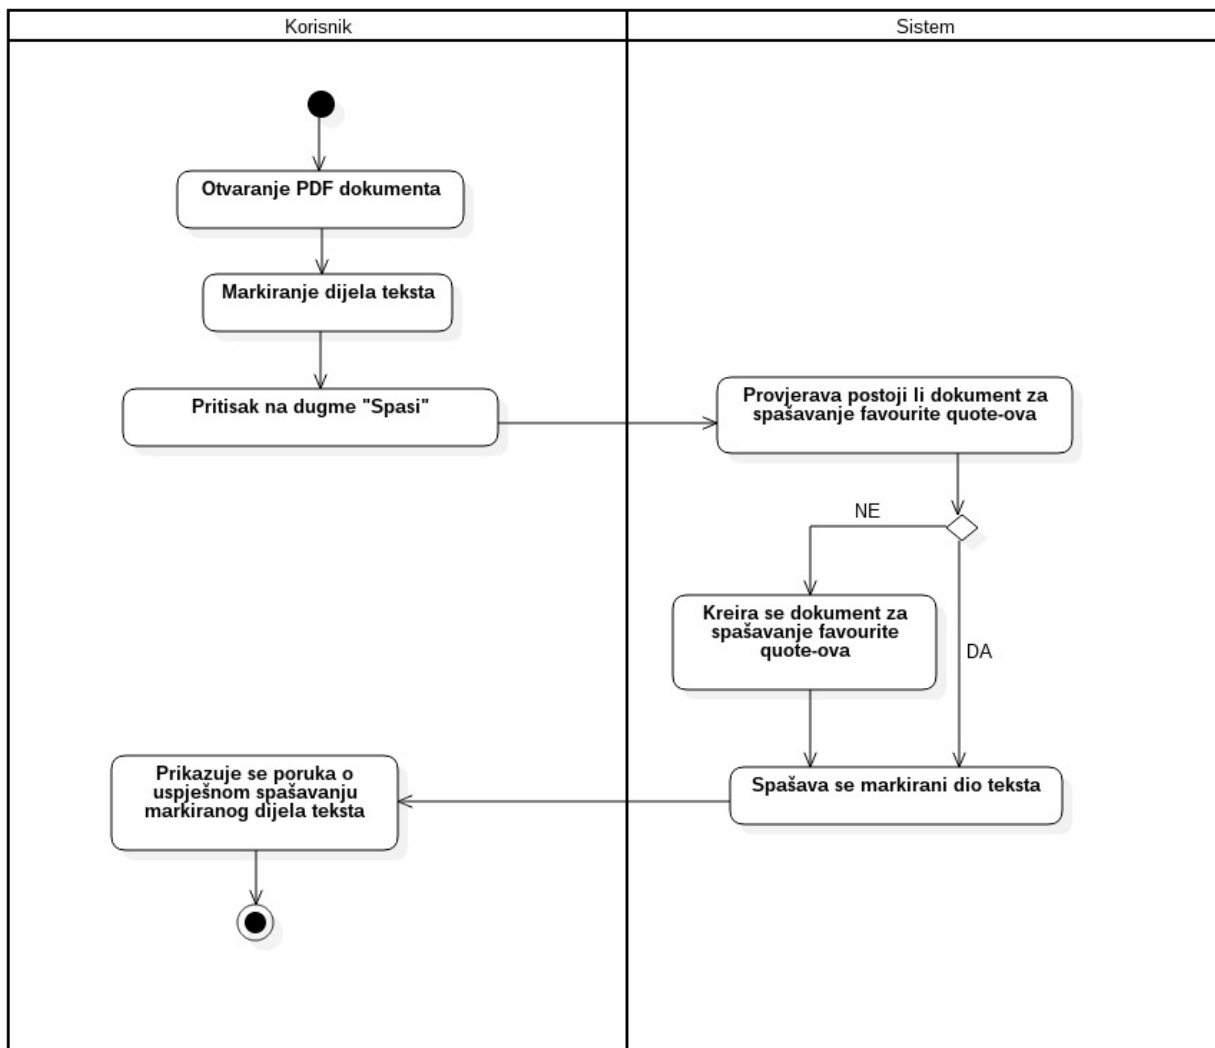 Korisnik
Sistem
Otvaranje PDF dokumenta
Markiranje dijela teksta
Pritisak na dugme "Spasi"
Provjerava postoji li dokument za
spašavanje favourite quote-ova
NE
Kreira se dokument za
spašavanje favourite
quote-ova
DA
Spašava se markirani dio teksta
Prikazuje se poruka o
uspješnom spašavanju
markiranog dijela teksta